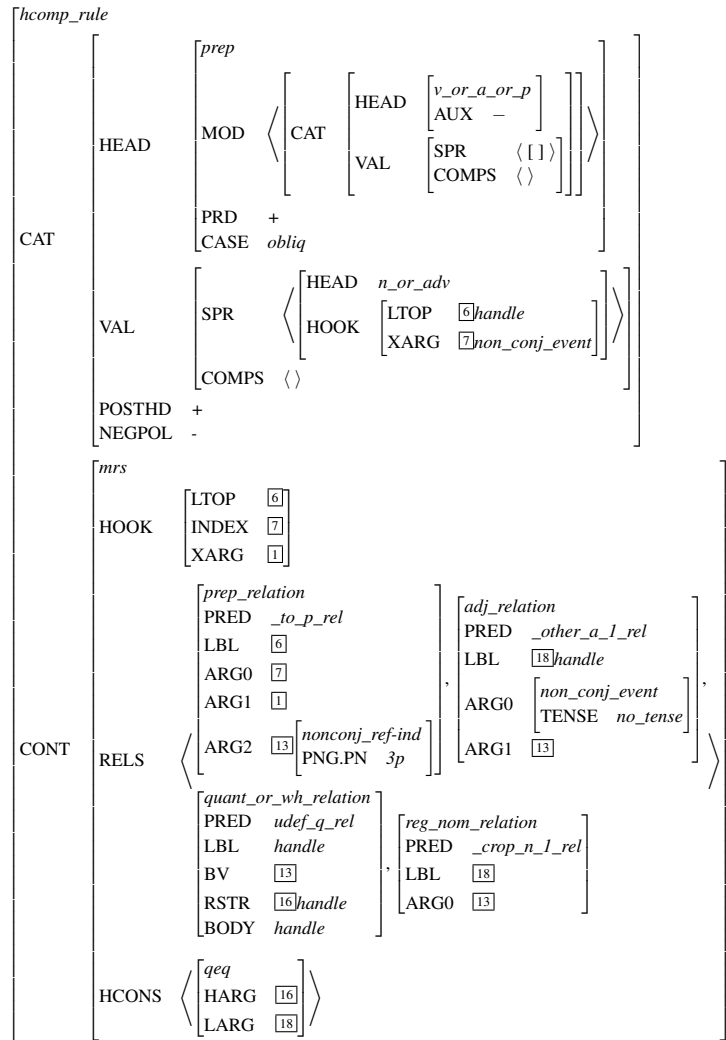 hcomp_rule
prep
HEAD v_or_a_or_p
AUX −
MOD ⟨ CAT
VAL SPR ⟨ [ ] ⟩
COMPS ⟨ ⟩ ⟩
HEAD
PRD +
CASE obliq
CAT
HEAD n_or_adv
SPR ⟨ HOOK LTOP 6 handle
XARG 7 non_conj_event ⟩
VAL
COMPS ⟨ ⟩
POSTHD +
NEGPOL -
mrs
LTOP 6
HOOK INDEX 7
XARG 1
prep_relation
PRED _to_p_rel
LBL 6
ARG0 7
ARG1 1
ARG2 13 nonconj_ref-ind
PNG.PN 3p ,
adj_relation
PRED _other_a_1_rel
LBL 18 handle
ARG0 non_conj_event
TENSE no_tense
ARG1 13 ,
CONT RELS ⟨ ⟩
quant_or_wh_relation
PRED udef_q_rel
LBL handle
BV 13
RSTR 16 handle
BODY handle ,
reg_nom_relation
PRED _crop_n_1_rel
LBL 18
ARG0 13
qeq
HCONS ⟨ HARG 16 ⟩
LARG 18